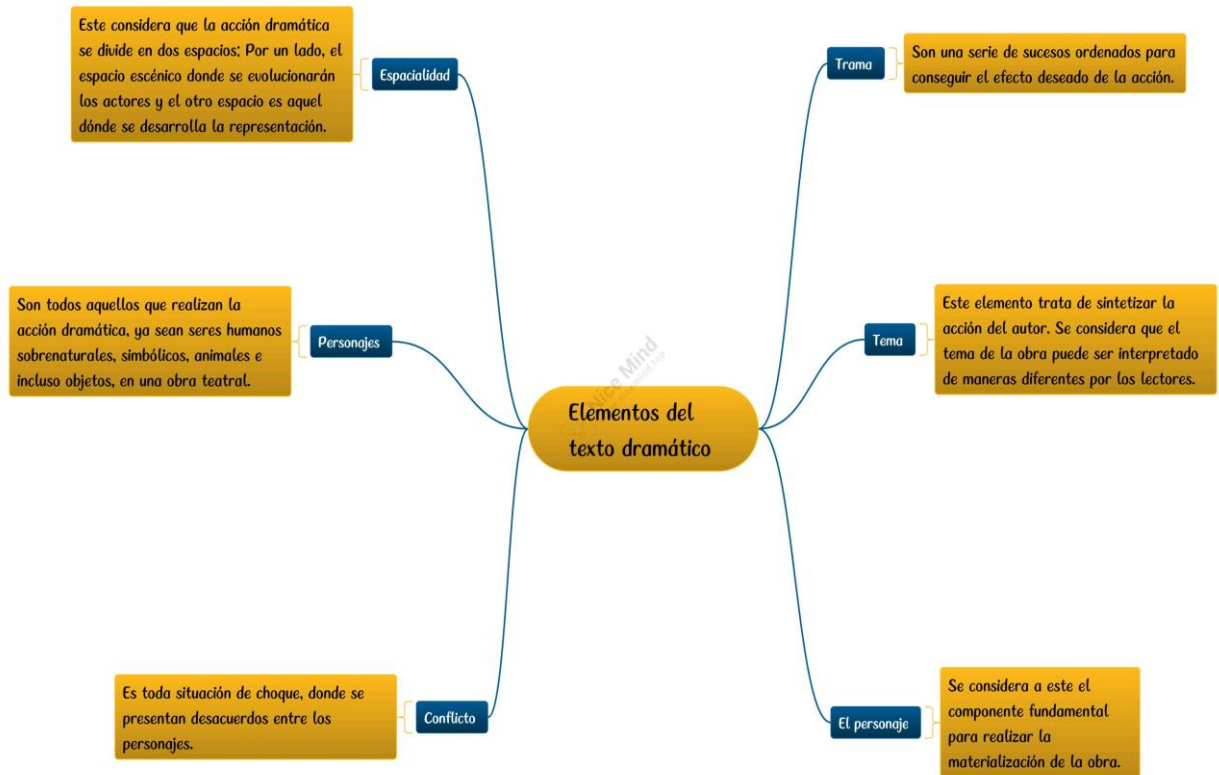 Este considera que la acción dramática
se divide en dos espacios: Por un lado, el
espacio escénico donde se evolucionarán
los actores y el otro espacio es aquel
dónde se desarrolla la representación.
Espacialidad
Son todos aquellos que realizan la
acción dramática, ya sean seres humanos
sobrenaturales, simbólicos, animales e
incluso objetos, en una obra teatral.
Personajes
Es toda situación de choque, donde se
presentan desacuerdos entre los
personajes.
Conflicto
Elementos del
texto dramático
Nice Mind
Trama
Son una serie de sucesos ordenados para
conseguir el efecto deseado de la acción.
Tema
Este elemento trata de sintetizar la
acción del autor. Se considera que el
tema de la obra puede ser interpretado
de maneras diferentes por los lectores.
El personaje
Se considera a este el
componente fundamental
para realizar la
materialización de la obra.